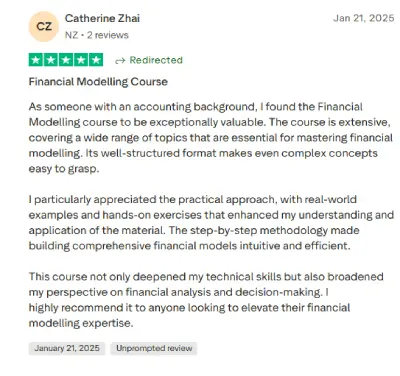 CZ
Catherine Zhai
Jan 21, 2025
NZ • 2 reviews
Redirected
Financial Modelling Course
As someone with an accounting background, I found the Financial
Modelling course to be exceptionally valuable. The course is extensive,
covering a wide range of topics that are essential for mastering financial
modelling. Its well-structured format makes even complex concepts
easy to grasp.
I particularly appreciated the practical approach, with real-world
examples and hands-on exercises that enhanced my understanding and
application of the material. The step-by-step methodology made
building comprehensive financial models intuitive and efficient.
This course not only deepened my technical skills but also broadened
my perspective on financial analysis and decision-making. I
highly recommend it to anyone looking to elevate their financial
modelling expertise.
January 21, 2025
Unprompted review